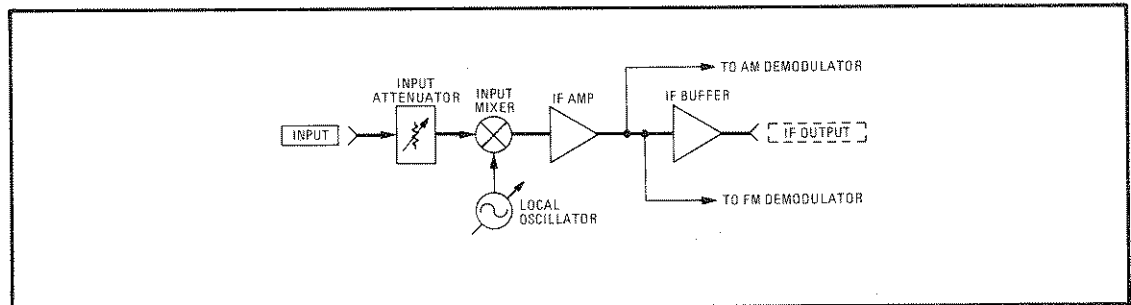 TO AM DEMODULATOR
INPUT
ATTENUATOR
INPUT
MIXER
IF AMP
IF BUFFER
INPUT
IF OUTPUT
TO FM DEMODULATOR
LOCAL
OSCILLATOR